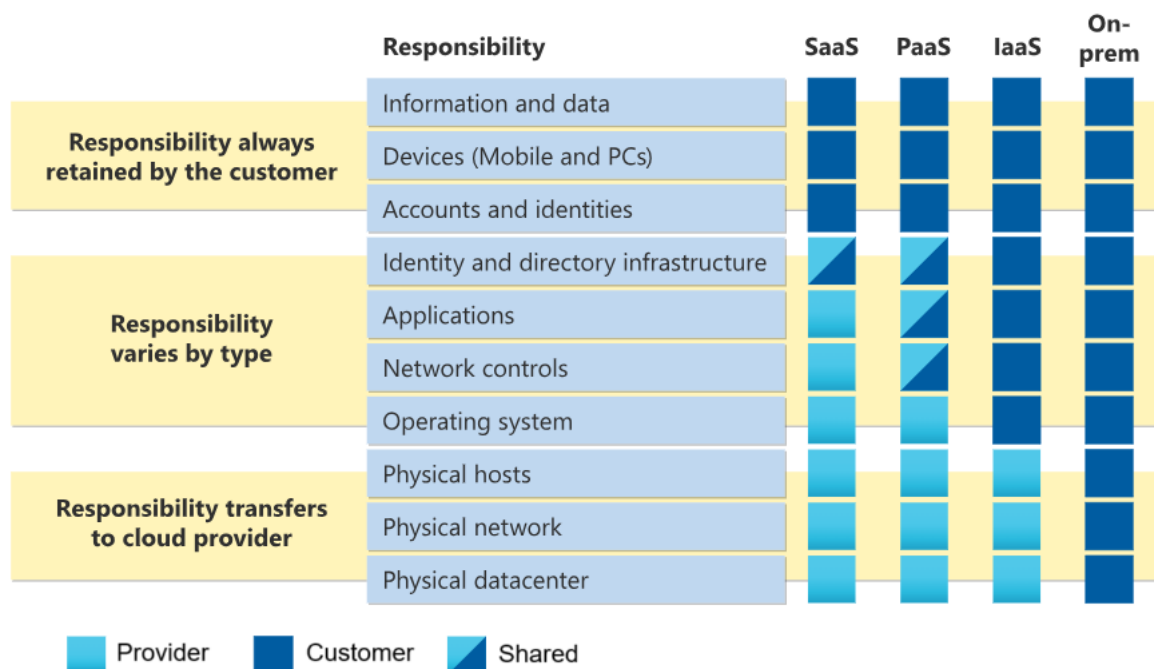 Responsibility
SaaS
PaaS
IaaS
On-
prem
Responsibility always
retained by the customer
Information and data
Devices (Mobile and PCs)
Accounts and identities
Responsibility
varies by type
Identity and directory infrastructure
Applications
Network controls
Operating system
Responsibility transfers
to cloud provider
Physical hosts
Physical network
Physical datacenter
Provider
Customer
Shared